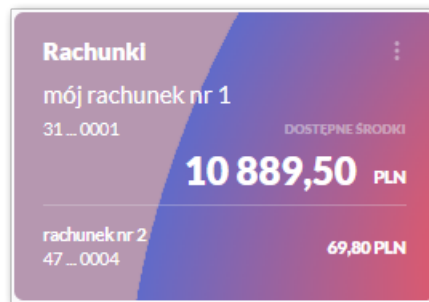 Rachunki
mój rachunek nr 1
31 ... 0001
DOSTĘPNE ŚRODKI
10 889,50 PLN
rachunek nr 2
47 ... 0004
69,80 PLN